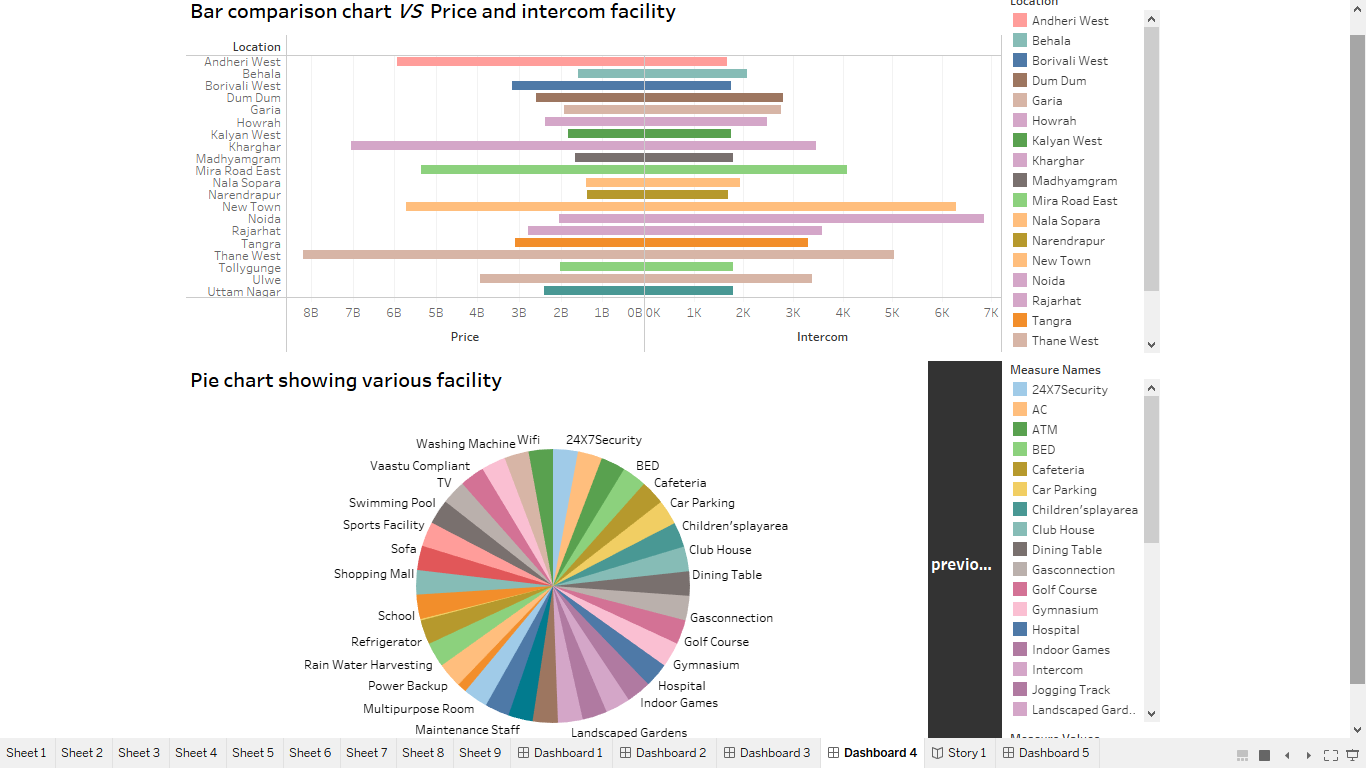 Bar comparison chart VS Price and intercom facility
Location
Andheri West
Behala
Borivali West
Dum Dum
Garia
Howrah
Kalyan West
Kharghar
Madhyamgram
Mira Road East
Nala Sopara
Narendrapur
New Town
Noida
Rajarhat
Tangra
Thane West
Tollygunge
Ulwe
Uttam Nagar
8B 7B 6B 5B 4B 3B 2B 1B 0B 0K 1K 2K 3K 4K 5K 6K 7K
Price Intercom
Location
Andheri West
Behala
Borivali West
Dum Dum
Garia
Howrah
Kalyan West
Kharghar
Madhyamgram
Mira Road East
Nala Sopara
Narendrapur
New Town
Noida
Rajarhat
Tangra
Thane West
Pie chart showing various facility
Wifi 24X7Security
Washing Machine
Vaastu Compliant BED
TV Cafeteria
Swimming Pool Car Parking
Sports Facility Children'splayarea
Sofa Club House
Shopping Mall Dining Table
School Gasconnection
Refrigerator Golf Course
Rain Water Harvesting Gymnasium
Power Backup Hospital
Multipurpose Room Indoor Games
Maintenance Staff Landscaped Gardens
previo...
Measure Names
24X7Security
AC
ATM
BED
Cafeteria
Car Parking
Children'splayarea
Club House
Dining Table
Gasconnection
Golf Course
Gymnasium
Hospital
Indoor Games
Intercom
Jogging Track
Landscaped Gard..
Measure Values
Sheet 1 Sheet 2 Sheet 3 Sheet 4 Sheet 5 Sheet 6 Sheet 7 Sheet 8 Sheet 9 Dashboard 1 Dashboard 2 Dashboard 3 Dashboard 4 Story 1 Dashboard 5